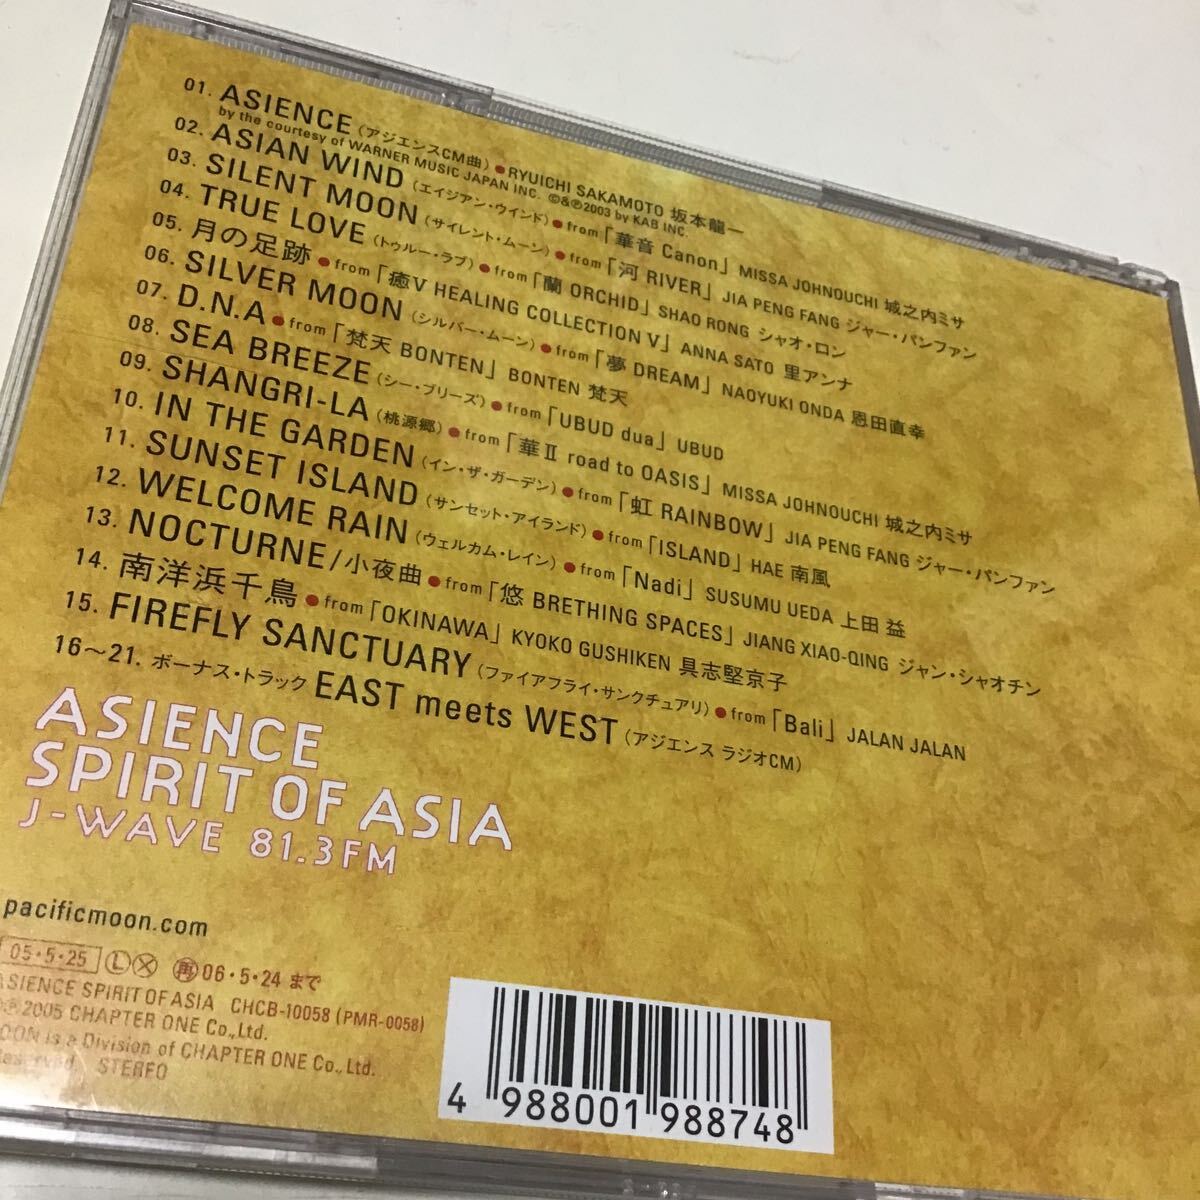 01. ASIENCE (アジエンスCM曲) ● RYUICHI SAKAMOTO 坂本龍一
by the courtesy of WARNER MUSIC JAPAN INC. ©&℗2003 by KAB INC.
02. ASIAN WIND (エイジアン・ウインド) ● from「華音 Canon」MISSA JOHNOUCHI 城之内ミサ
03. SILENT MOON (サイレント・ムーン) ● from「河 RIVER」JIA PENG FANG ジャー・パンファン
04. TRUE LOVE (トゥルー・ラブ) ● from「蘭 ORCHID」SHAO RONG シャオ・ロン
05. 月の足跡 ● from「癒V HEALING COLLECTION V」ANNA SATO 里アンナ
06. SILVER MOON (シルバー・ムーン) ● from「夢 DREAM」NAOYUKI ONDA 恩田直幸
07. D.N.A ● from「梵天 BONTEN」BONTEN 梵天
08. SEA BREEZE (シー・ブリーズ) ● from「UBUD dua」UBUD
09. SHANGRI-LA (桃源郷) ● from「華Ⅱ road to OASIS」MISSA JOHNOUCHI 城之内ミサ
10. IN THE GARDEN (イン・ザ・ガーデン) ● from「虹 RAINBOW」JIA PENG FANG ジャー・パンファン
11. SUNSET ISLAND (サンセット・アイランド) ● from「ISLAND」HAE 南風
12. WELCOME RAIN (ウェルカム・レイン) ● from「Nadi」SUSUMU UEDA 上田 益
13. NOCTURNE/小夜曲 ● from「悠 BRETHING SPACES」JIANG XIAO-QING ジャン・シャオチン
14. 南洋浜千鳥 ● from「OKINAWA」KYOKO GUSHIKEN 具志堅京子
15. FIREFLY SANCTUARY (ファイアフライ・サンクチュアリ) ● from「Bali」JALAN JALAN
16〜21. ボーナス・トラック EAST meets WEST (アジエンス ラジオCM)
ASIENCE
SPIRIT OF ASIA
J-WAVE 81.3FM
pacificmoon.com
05・5・25 Ⓛ Ⓧ 再 06・5・24 まで
ASIENCE SPIRIT OF ASIA CHCB-10058 (PMR-0058)
℗2005 CHAPTER ONE Co.,Ltd.
is a Division of CHAPTER ONE Co., Ltd.
STEREO
4 988001 988748